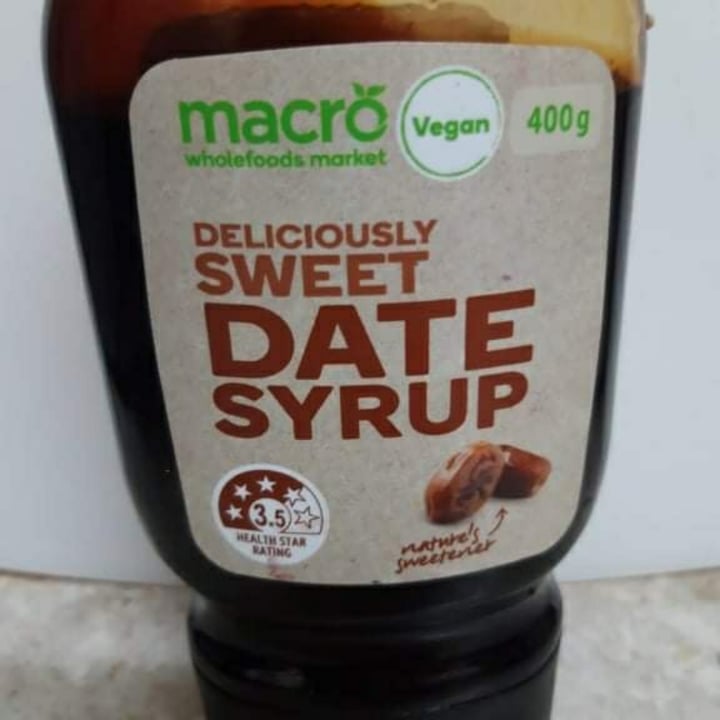 macro
wholefoods market
Vegan
400g
DELICIOUSLY
SWEET
DATE
SYRUP
3.5
HEALTH STAR
RATING
nature's
sweetener